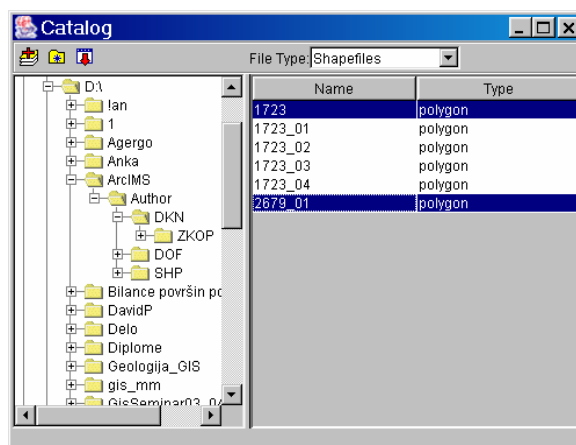 Catalog
File Type: Shapefiles
D:\
!an
1
Agergo
Anka
ArcIMS
Author
DKN
ZKOP
DOF
SHP
Bilance površin po
DavidP
Delo
Diplome
Geologija_GIS
gis_mm
GisSeminar03_04
Name Type
1723 polygon
1723_01 polygon
1723_02 polygon
1723_03 polygon
1723_04 polygon
2679_01 polygon